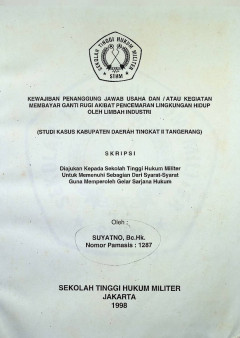 SEKOLAH TINGGI HUKUM MILITER
STHM
KEWAJIBAN PENANGGUNG JAWAB USAHA DAN / ATAU KEGIATAN
MEMBAYAR GANTI RUGI AKIBAT PENCEMARAN LINGKUNGAN HIDUP
OLEH LIMBAH INDUSTRI
(STUDI KASUS KABUPATEN DAERAH TINGKAT II TANGERANG)
S K R I P S I
Diajukan Kepada Sekolah Tinggi Hukum Militer
Untuk Memenuhi Sebagian Dari Syarat-Syarat
Guna Memperoleh Gelar Sarjana Hukum
Oleh :
SUYATNO, Bc.Hk.
Nomor Pamasis : 1287
SEKOLAH TINGGI HUKUM MILITER
JAKARTA
1998